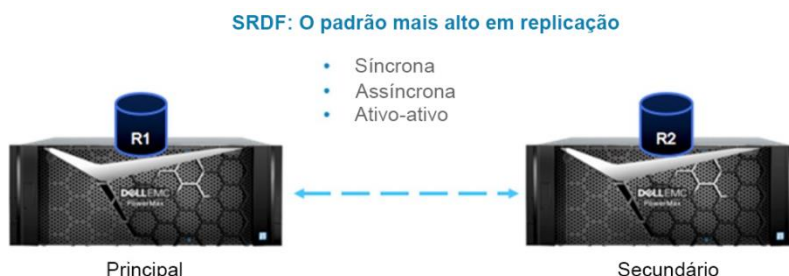 SRDF: O padrão mais alto em replicação
• Síncrona
• Assíncrona
• Ativo-ativo
R1
R2
DELLEMC
PowerMax
DELLEMC
PowerMax
Principal
Secundário